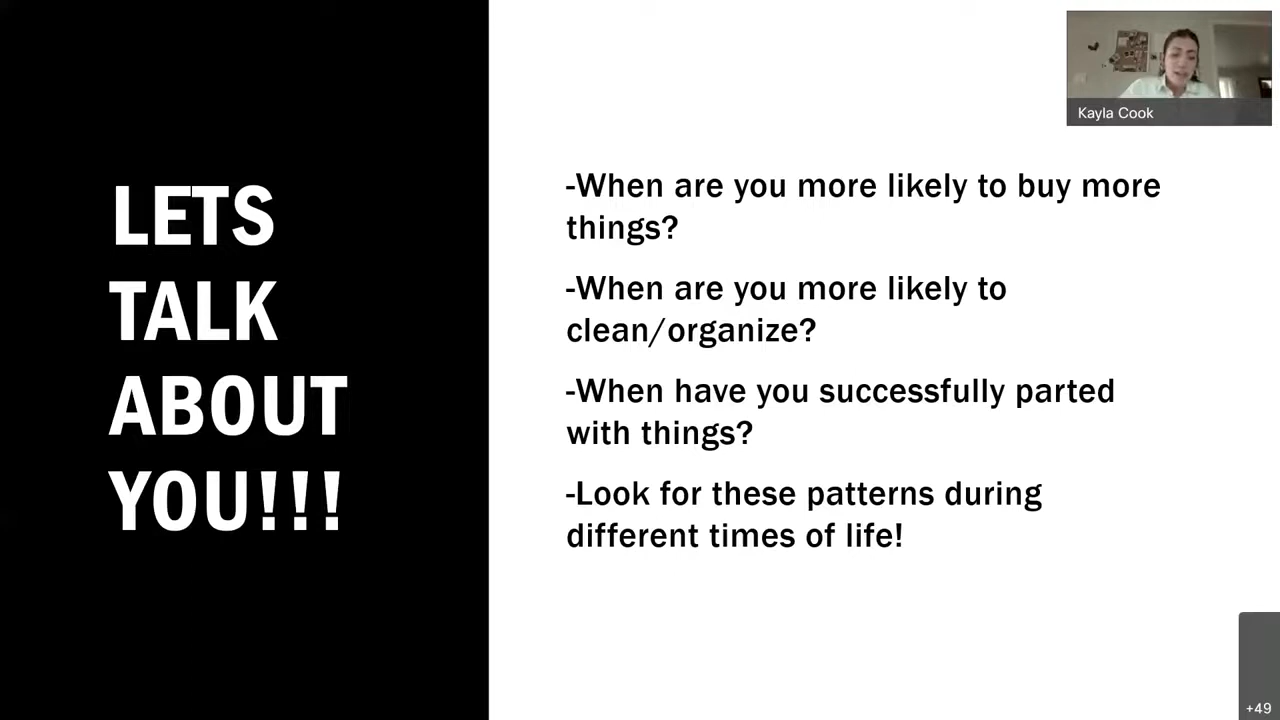 LETS
TALK
ABOUT
YOU!!!
-When are you more likely to buy more
things?
-When are you more likely to
clean/organize?
-When have you successfully parted
with things?
-Look for these patterns during
different times of life!
Kayla Cook
+49